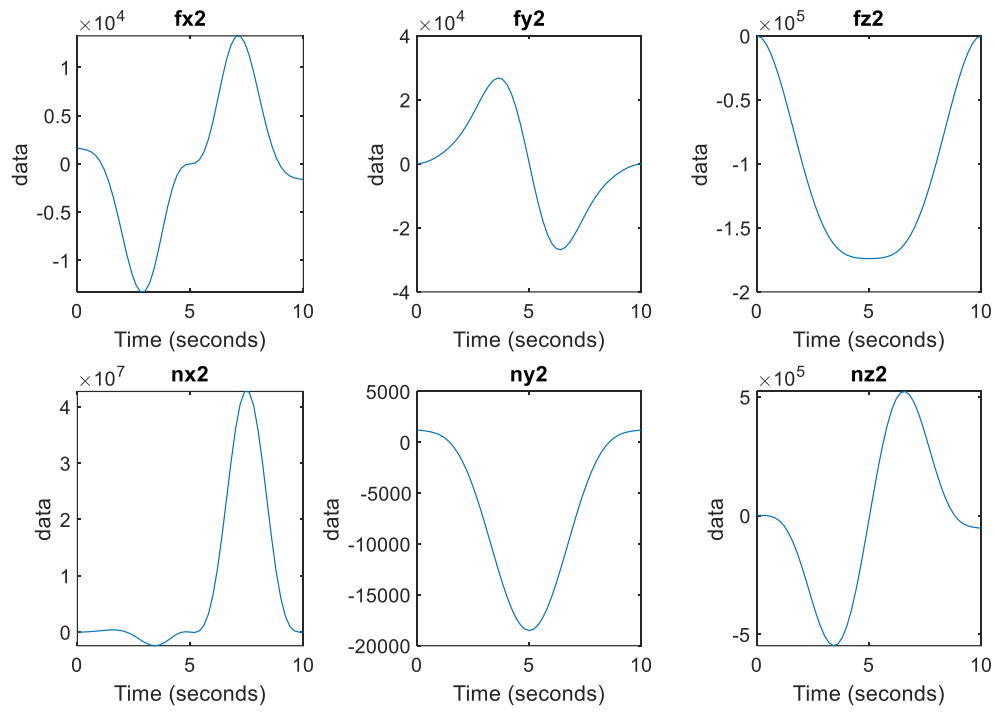 fx2
×10⁴
1
0.5
0
-0.5
-1
data
0
5
10
Time (seconds)
fy2
×10⁴
4
2
0
-2
-4
data
0
5
10
Time (seconds)
fz2
×10⁵
0
-0.5
-1
-1.5
-2
data
0
5
10
Time (seconds)
nx2
×10⁷
4
3
2
1
0
data
0
5
10
Time (seconds)
ny2
5000
0
-5000
-10000
-15000
-20000
data
0
5
10
Time (seconds)
nz2
×10⁵
5
0
-5
data
0
5
10
Time (seconds)